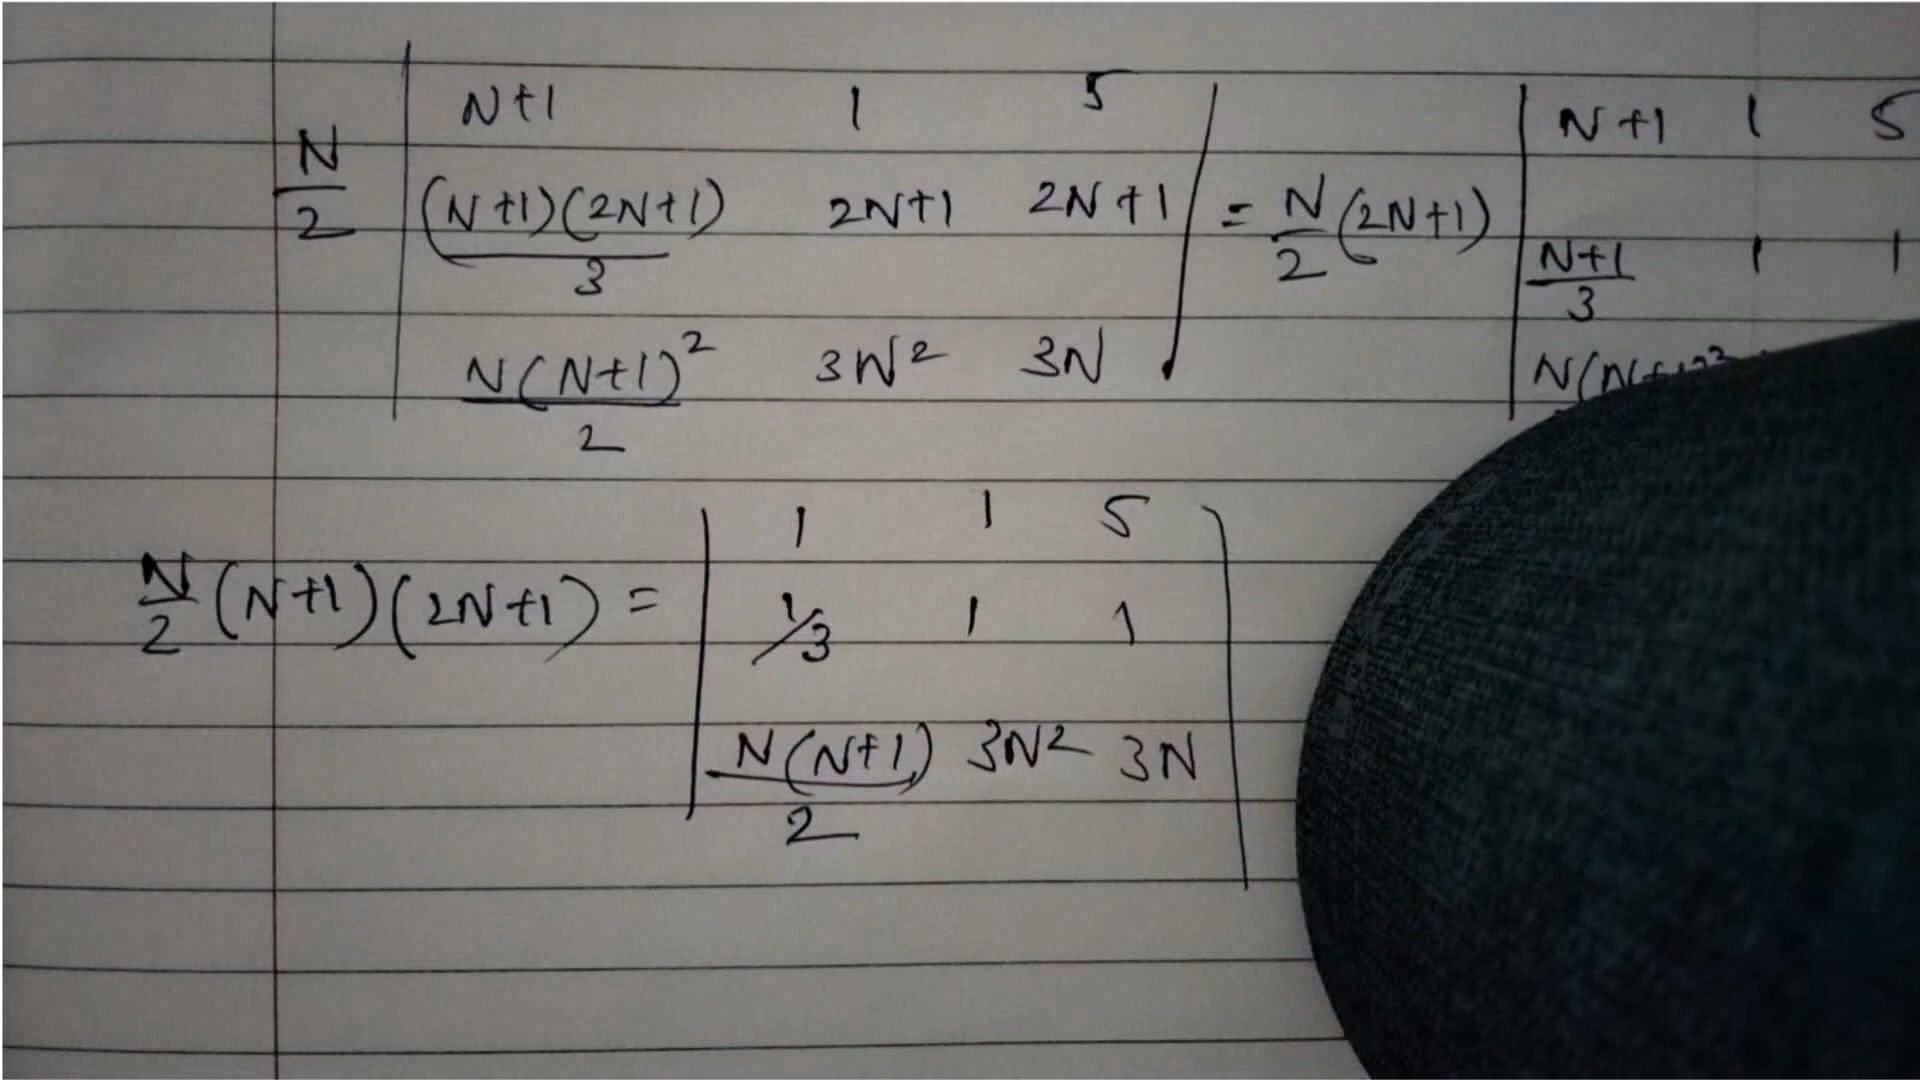 N/2 | N+1 1 5 | = N/2 (2N+1) | N+1 1 5
(N+1)(2N+1)/3 2N+1 2N+1 N+1/3 1 1
N(N+1)²/2 3N² 3N
N/2 (N+1)(2N+1) = | 1 1 5 |
1/3 1 1
N(N+1)/2 3N² 3N